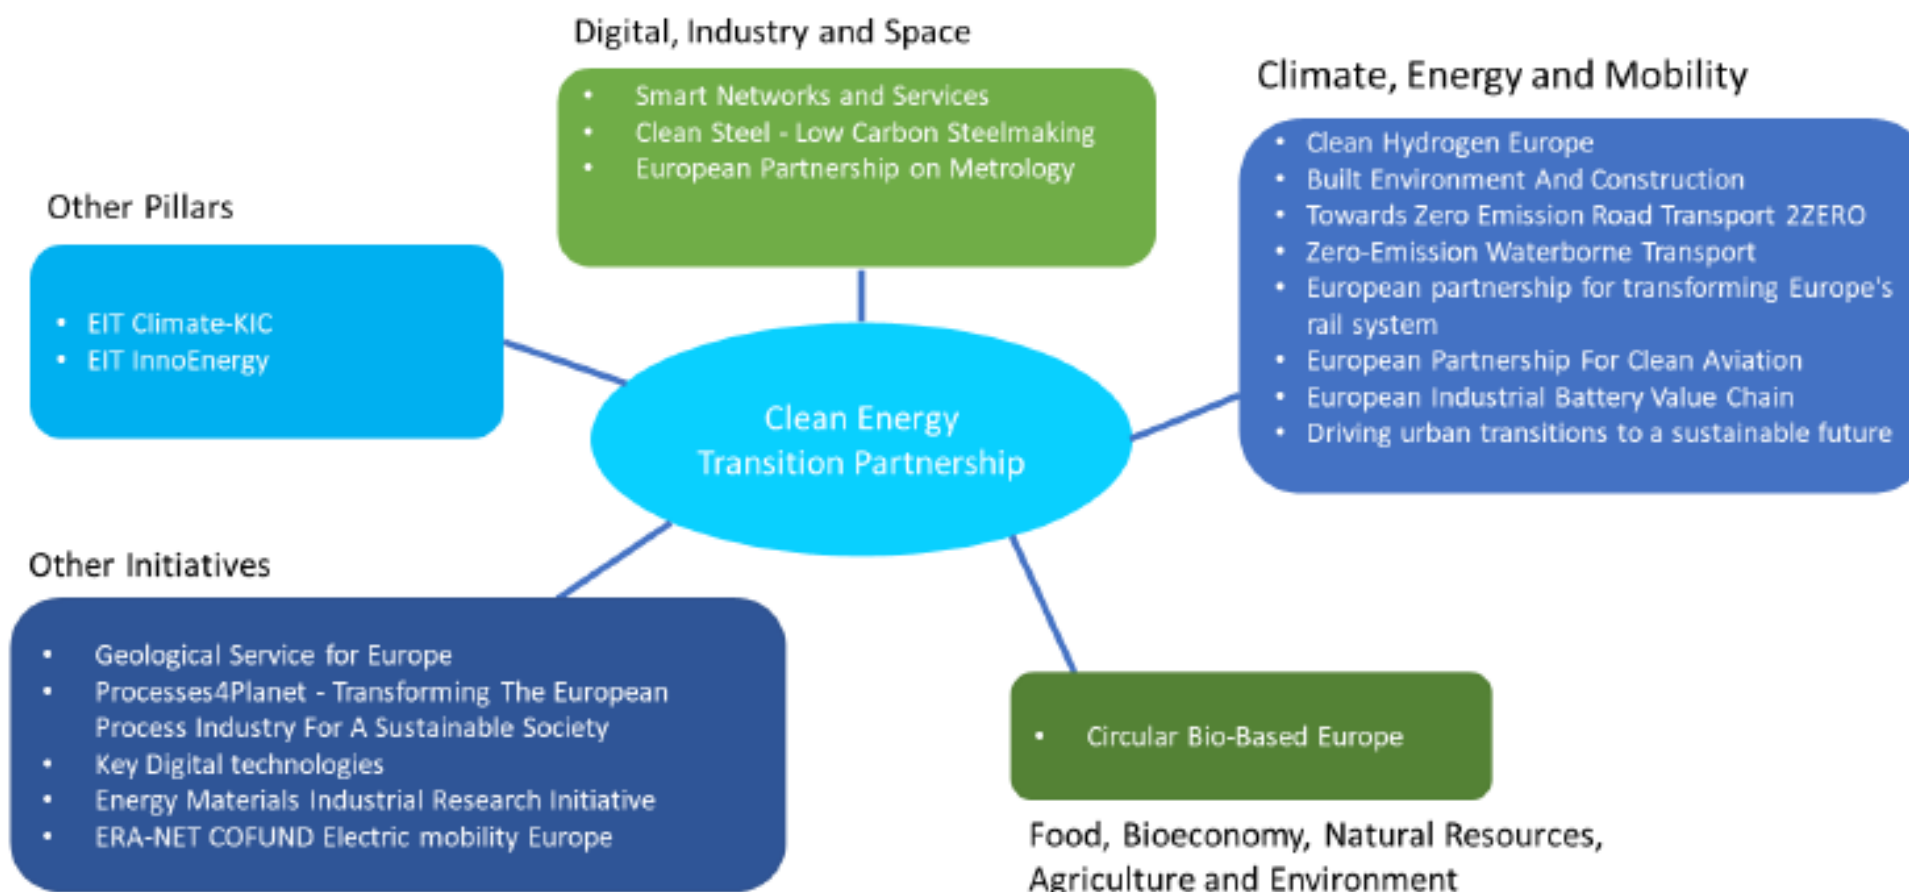 Digital, Industry and Space
• Smart Networks and Services
• Clean Steel - Low Carbon Steelmaking
• European Partnership on Metrology
Climate, Energy and Mobility
• Clean Hydrogen Europe
• Built Environment And Construction
• Towards Zero Emission Road Transport 2ZERO
• Zero-Emission Waterborne Transport
• European partnership for transforming Europe's
rail system
• European Partnership For Clean Aviation
• European Industrial Battery Value Chain
• Driving urban transitions to a sustainable future
Other Pillars
• EIT Climate-KIC
• EIT InnoEnergy
Clean Energy
Transition Partnership
Other Initiatives
• Geological Service for Europe
• Processes4Planet - Transforming The European
Process Industry For A Sustainable Society
• Key Digital technologies
• Energy Materials Industrial Research Initiative
• ERA-NET COFUND Electric mobility Europe
• Circular Bio-Based Europe
Food, Bioeconomy, Natural Resources,
Agriculture and Environment